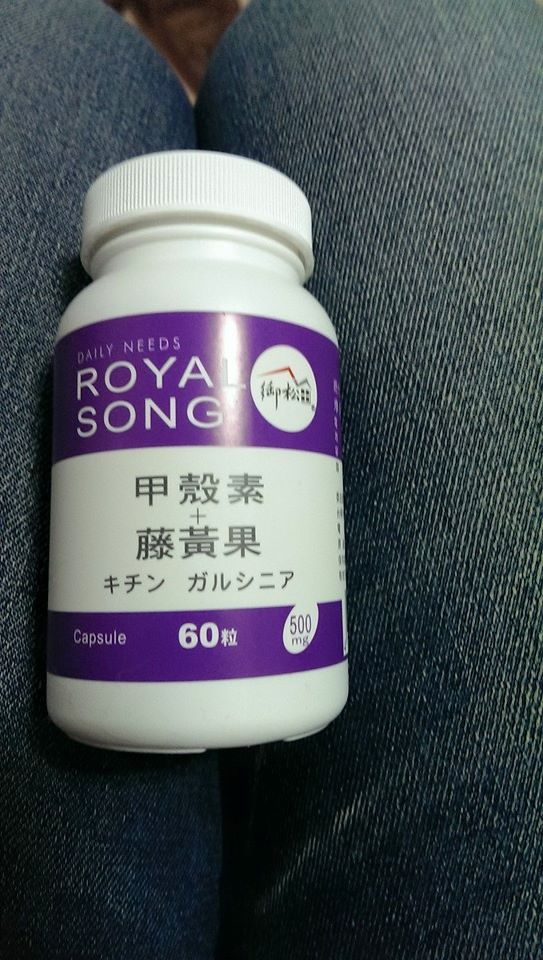 DAILY NEEDS
ROYAL
SONG
御松田
®
甲殼素
+
藤黃果
キチン ガルシニア
Capsule 60粒 500
mg